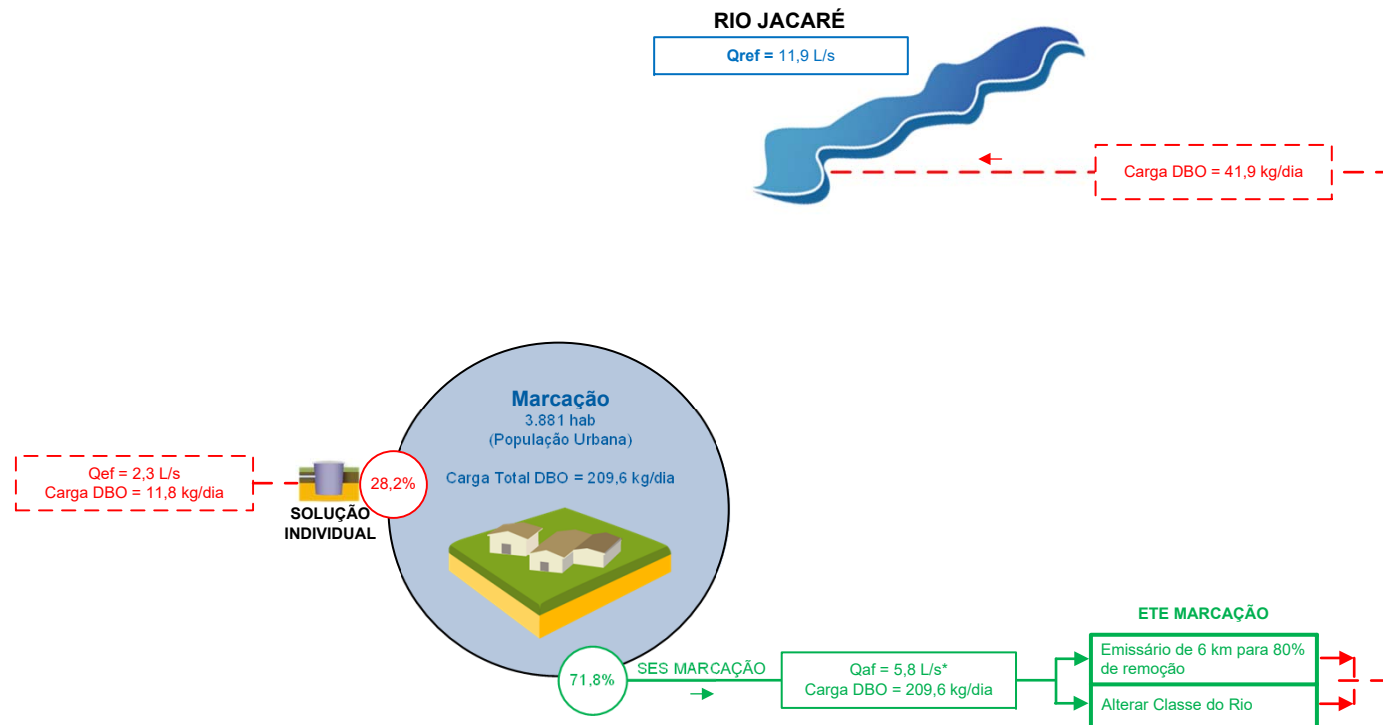 RIO JACARÉ
Qref = 11,9 L/s
Carga DBO = 41,9 kg/dia
Marcação
3.881 hab
(População Urbana)
Carga Total DBO = 209,6 kg/dia
Qef = 2,3 L/s
Carga DBO = 11,8 kg/dia
SOLUÇÃO
INDIVIDUAL
28,2%
71,8%
SES MARCAÇÃO
Qaf = 5,8 L/s*
Carga DBO = 209,6 kg/dia
ETE MARCAÇÃO
Emissário de 6 km para 80%
de remoção
Alterar Classe do Rio